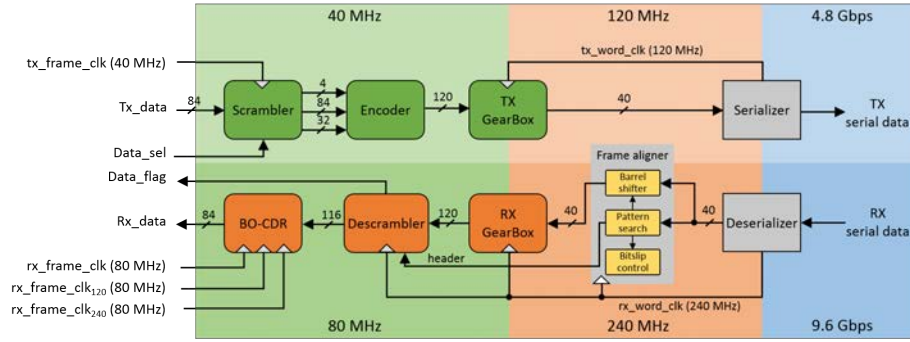 40 MHz
120 MHz
4.8 Gbps
tx_frame_clk (40 MHz)
tx_word_clk (120 MHz)
Tx_data
84
Scrambler
4
84
32
Encoder
120
TX
GearBox
40
Serializer
TX
serial data
Data_sel
Data_flag
Frame aligner
Rx_data
84
BO-CDR
116
Descrambler
120
RX
GearBox
40
Barrel
shifter
Pattern
search
Bitslip
control
40
Deserializer
RX
serial data
header
rx_frame_clk (80 MHz)
rx_frame_clk₁₂₀ (80 MHz)
rx_frame_clk₂₄₀ (80 MHz)
rx_word_clk (240 MHz)
80 MHz
240 MHz
9.6 Gbps